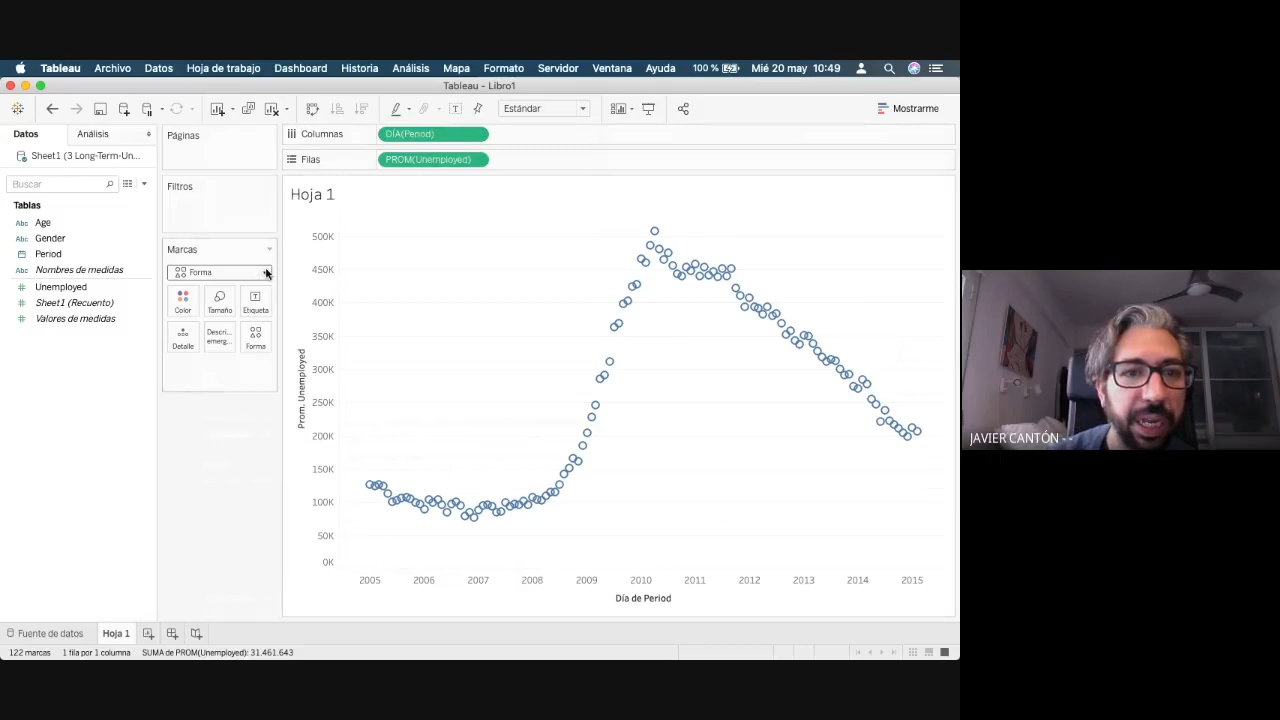 Tableau Archivo Datos Hoja de trabajo Dashboard Historia Análisis Mapa Formato Servidor Ventana Ayuda 100 % Mié 20 may 10:49
Tableau - Libro1
Estándar
Mostrarme
Datos Análisis
Páginas
Columnas DÍA(Period)
Sheet1 (3 Long-Term-Un...
Filas PROM(Unemployed)
Buscar
Filtros
Hoja 1
Tablas
Abc Age
Abc Gender
Period
Abc Nombres de medidas
Unemployed
Sheet1 (Recuento)
Valores de medidas
Marcas
Forma
Color Tamaño Etiqueta
Detalle Descri... emerg... Forma
Prom. Unemployed
500K
450K
400K
350K
300K
250K
200K
150K
100K
50K
0K
2005 2006 2007 2008 2009 2010 2011 2012 2013 2014 2015
Día de Period
JAVIER CANTÓN - -
Fuente de datos Hoja 1
122 marcas 1 fila por 1 columna SUMA de PROM(Unemployed): 31.461.643